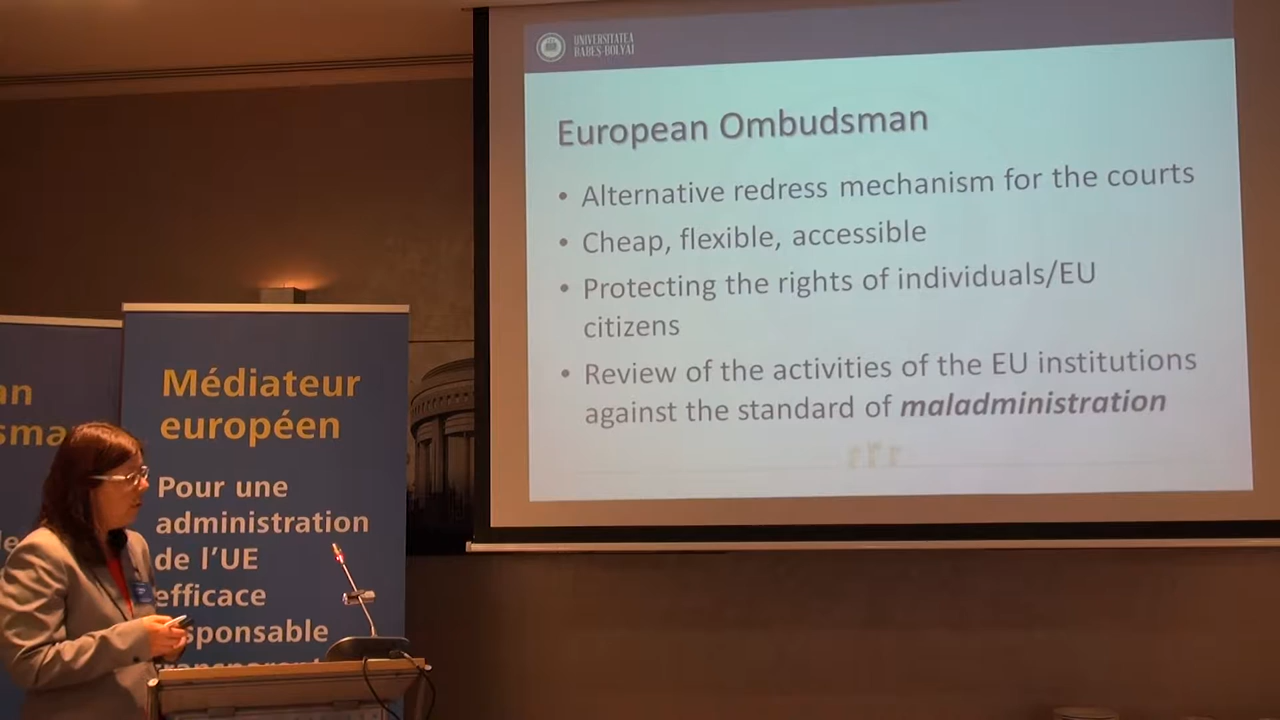 UNIVERSITATEA
BABEȘ-BOLYAI
European Ombudsman
• Alternative redress mechanism for the courts
• Cheap, flexible, accessible
• Protecting the rights of individuals/EU
citizens
• Review of the activities of the EU institutions
against the standard of maladministration
Médiateur
européen
Pour une
administration
de l'UE
efficace